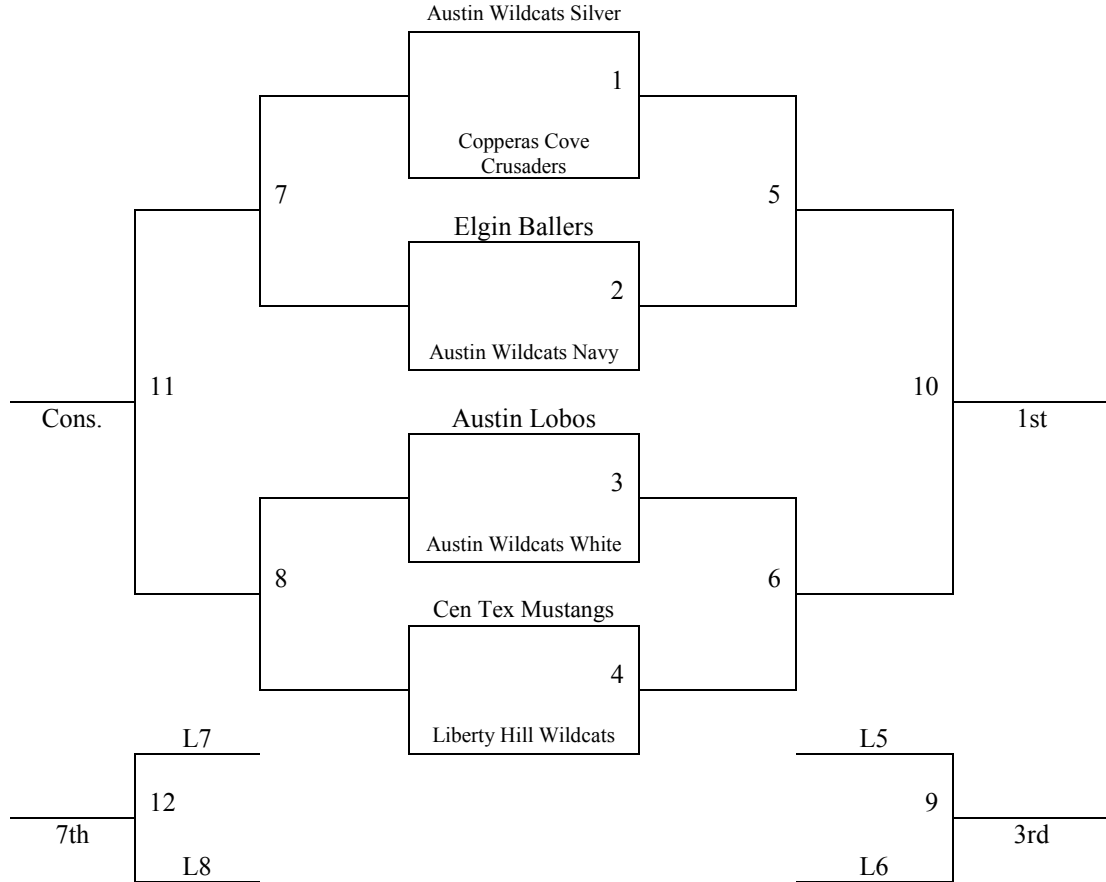 Austin Wildcats Silver
1
Copperas Cove
Crusaders
7
5
Elgin Ballers
2
Austin Wildcats Navy
11
10
Cons.
Austin Lobos
1st
3
Austin Wildcats White
8
6
Cen Tex Mustangs
4
Liberty Hill Wildcats
L7
L5
12
9
7th
3rd
L8
L6